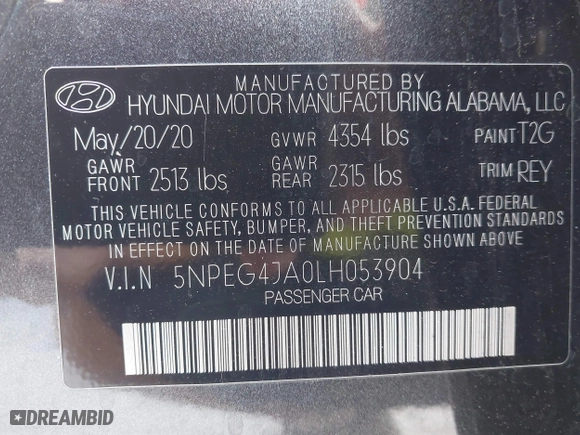 MANUFACTURED BY
HYUNDAI MOTOR MANUFACTURING ALABAMA, LLC
May/20/20 GVWR 4354 lbs PAINT T2G
GAWR FRONT 2513 lbs GAWR REAR 2315 lbs TRIM REY
THIS VEHICLE CONFORMS TO ALL APPLICABLE U.S.A. FEDERAL
MOTOR VEHICLE SAFETY, BUMPER, AND THEFT PREVENTION STANDARDS
IN EFFECT ON THE DATE OF MANUFACTURE SHOWN ABOVE
V.I.N 5NPEG4JA0LH053904
PASSENGER CAR
DREAMBID